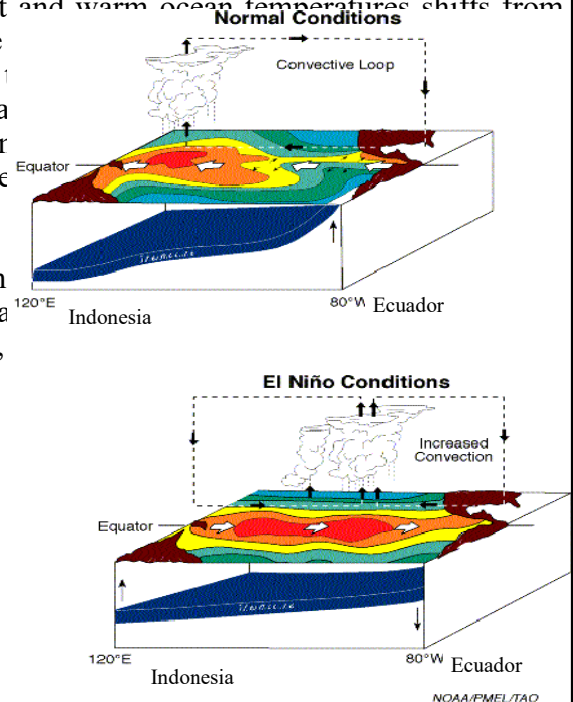 t and warm ocean temperatures shifts from
Normal Conditions
Convective Loop
Equator
120°E
80°W Ecuador
Indonesia
El Niño Conditions
Increased
Convection
Equator
120°E
80°W Ecuador
Indonesia
NOAA/PMEL/TAO